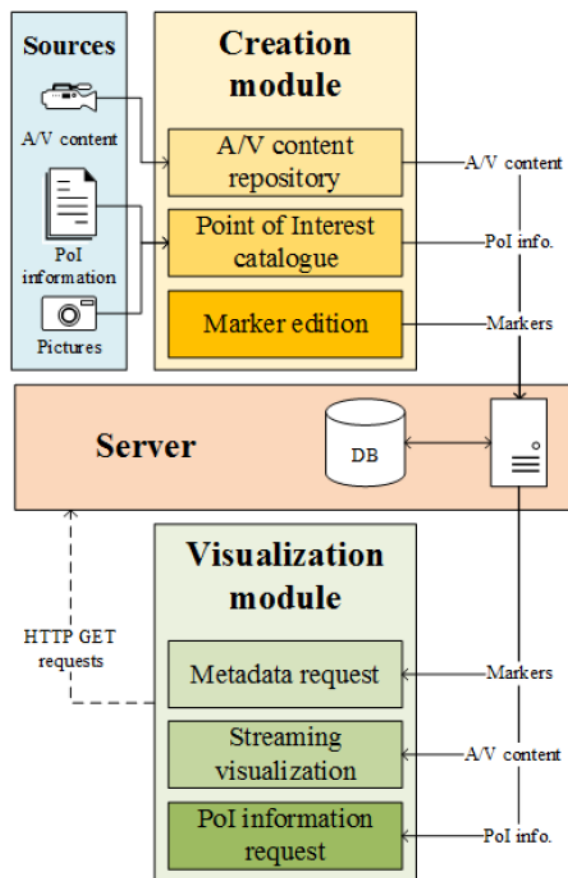 Sources
A/V content
PoI
information
Pictures
Creation
module
A/V content
repository
Point of Interest
catalogue
Marker edition
A/V content
PoI info.
Markers
Server
DB
HTTP GET
requests
Visualization
module
Metadata request
Streaming
visualization
PoI information
request
Markers
A/V content
PoI info.